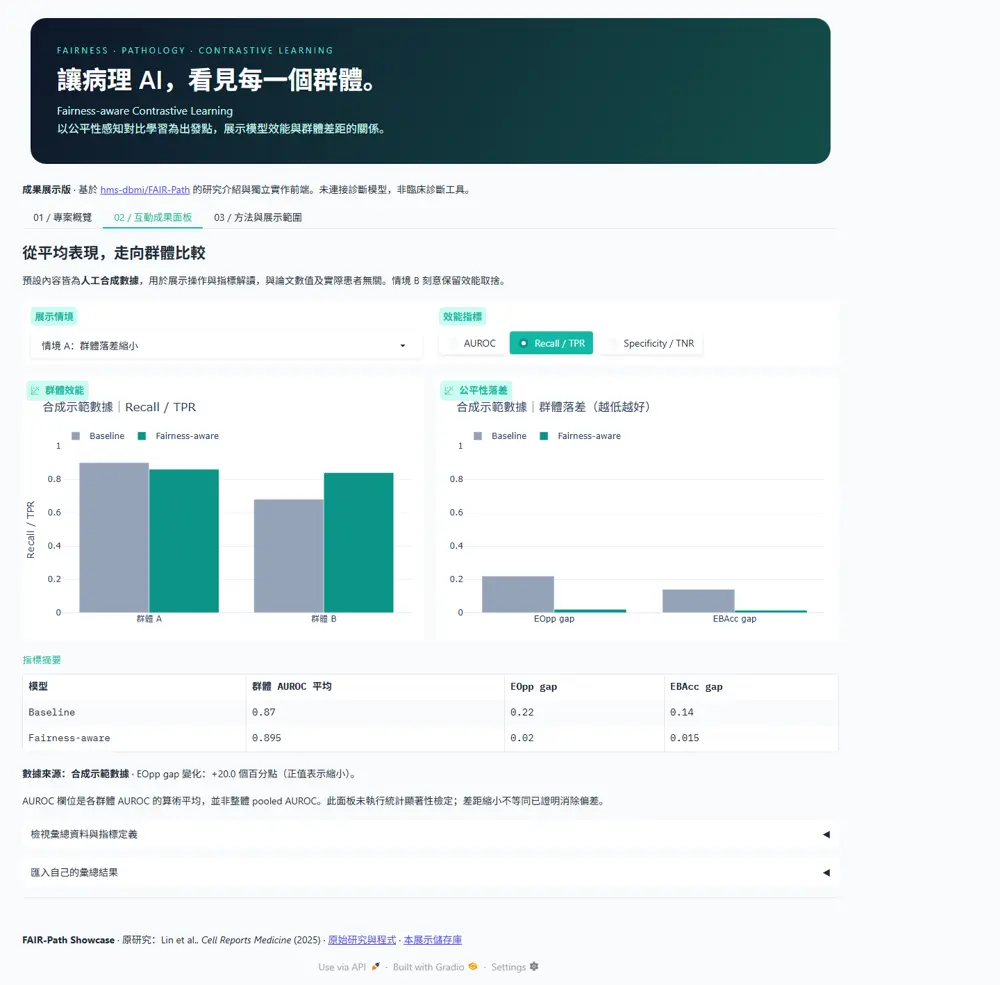 FAIRNESS · PATHOLOGY · CONTRASTIVE LEARNING
讓病理 AI，看見每一個群體。
Fairness-aware Contrastive Learning
以公平性感知對比學習為出發點，展示模型效能與群體差距的關係。
成果展示版 · 基於 hms-dbmi/FAIR-Path 的研究介紹與獨立實作前端。未連接診斷模型，非臨床診斷工具。
01 / 專案概覽 02 / 互動成果面板 03 / 方法與展示範圍
從平均表現，走向群體比較
預設內容皆為人工合成數據，用於展示操作與指標解讀，與論文數值及實際患者無關。情境 B 刻意保留效能取捨。
展示情境
情境 A：群體落差縮小
效能指標
AUROC Recall / TPR Specificity / TNR
群體效能
合成示範數據｜Recall / TPR
Baseline Fairness-aware
1
0.8
0.6
0.4
0.2
0
Recall / TPR
群體 A 群體 B
公平性落差
合成示範數據｜群體落差（越低越好）
Baseline Fairness-aware
1
0.8
0.6
0.4
0.2
0
EOpp gap EBAcc gap
指標摘要
模型 群體 AUROC 平均 EOpp gap EBAcc gap
Baseline 0.87 0.22 0.14
Fairness-aware 0.895 0.02 0.015
數據來源：合成示範數據 · EOpp gap 變化：+20.0 個百分點（正值表示縮小）。
AUROC 欄位是各群體 AUROC 的算術平均，並非整體 pooled AUROC。此面板未執行統計顯著性檢定；差距縮小不等同已證明消除偏差。
檢視彙總資料與指標定義
匯入自己的彙總結果
FAIR-Path Showcase · 原研究：Lin et al., Cell Reports Medicine (2025) · 原始研究與程式 · 本展示儲存庫
Use via API · Built with Gradio · Settings